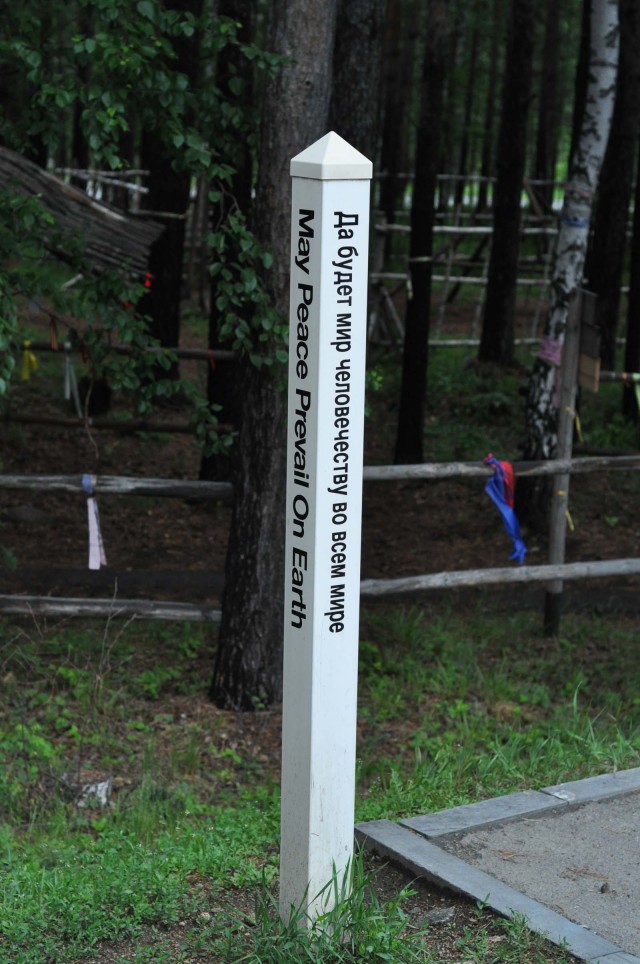 May Peace Prevail On Earth
Да будет мир человечеству во всем мире